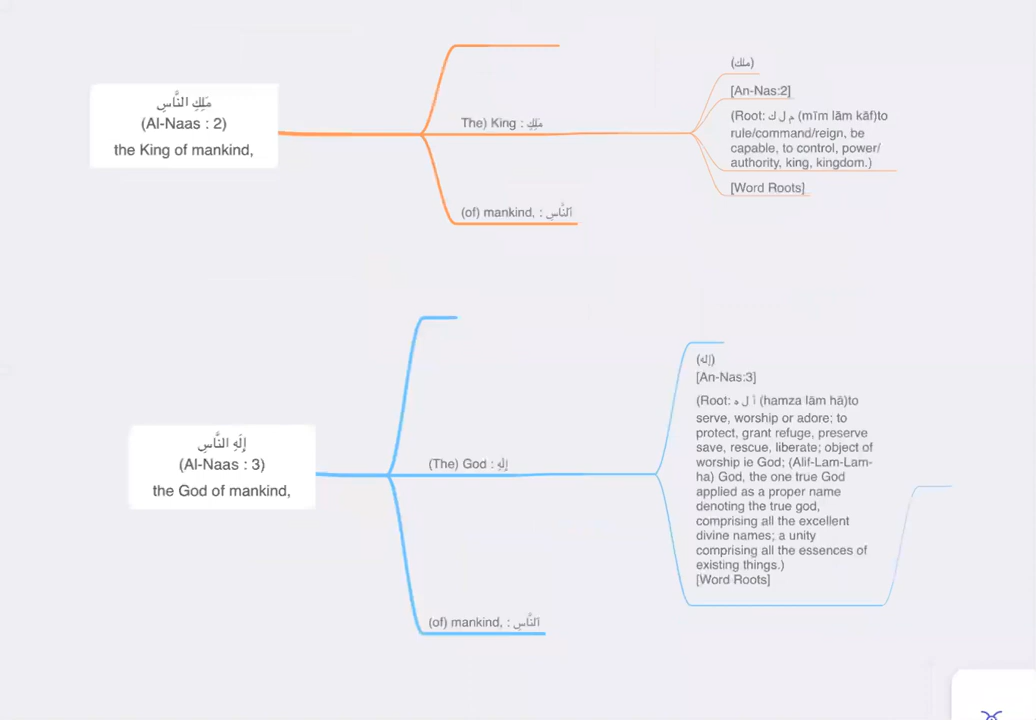 مَلِكِ النَّاسِ
(Al-Naas : 2)
the King of mankind,
The) King : مَلِكِ
(of) mankind, : ٱلنَّاسِ
(ملك)
[An-Nas:2]
(Root: م ل ك (mīm lām kāf)to
rule/command/reign, be
capable, to control, power/
authority, king, kingdom.)
[Word Roots]
إِلَٰهِ النَّاسِ
(Al-Naas : 3)
the God of mankind,
(The) God : إِلَٰهِ
(of) mankind, : ٱلنَّاسِ
(إله)
[An-Nas:3]
(Root: أ ل ه (hamza lām hā)to
serve, worship or adore; to
protect, grant refuge, preserve
save, rescue, liberate; object of
worship ie God; (Alif-Lam-Lam-
ha) God, the one true God
applied as a proper name
denoting the true god,
comprising all the excellent
divine names; a unity
comprising all the essences of
existing things.)
[Word Roots]